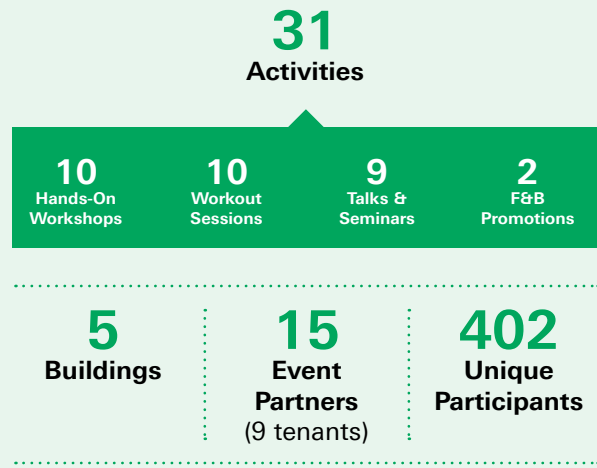 31
Activities
10
Hands-On
Workshops
10
Workout
Sessions
9
Talks &
Seminars
2
F&B
Promotions
5
Buildings
15
Event
Partners
(9 tenants)
402
Unique
Participants